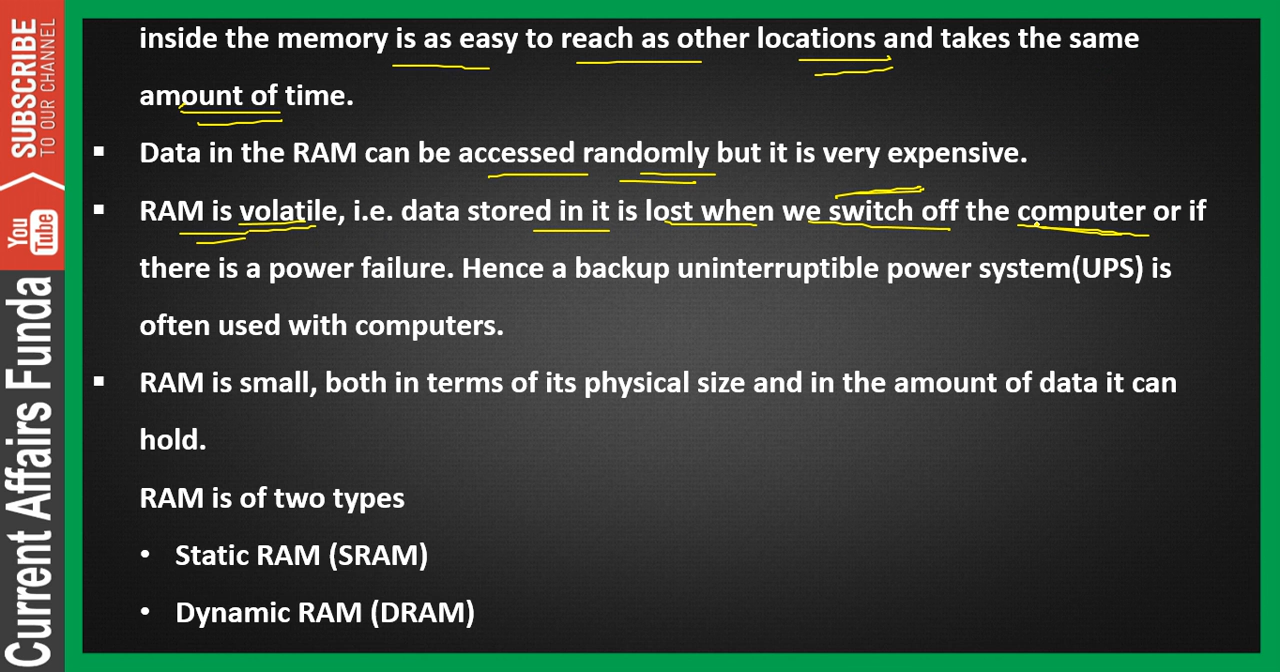 inside the memory is as easy to reach as other locations and takes the same
amount of time.
▪ Data in the RAM can be accessed randomly but it is very expensive.
▪ RAM is volatile, i.e. data stored in it is lost when we switch off the computer or if
there is a power failure. Hence a backup uninterruptible power system(UPS) is
often used with computers.
▪ RAM is small, both in terms of its physical size and in the amount of data it can
hold.
RAM is of two types
• Static RAM (SRAM)
• Dynamic RAM (DRAM)
SUBSCRIBE
TO OUR CHANNEL
You
Tube
Current Affairs Funda